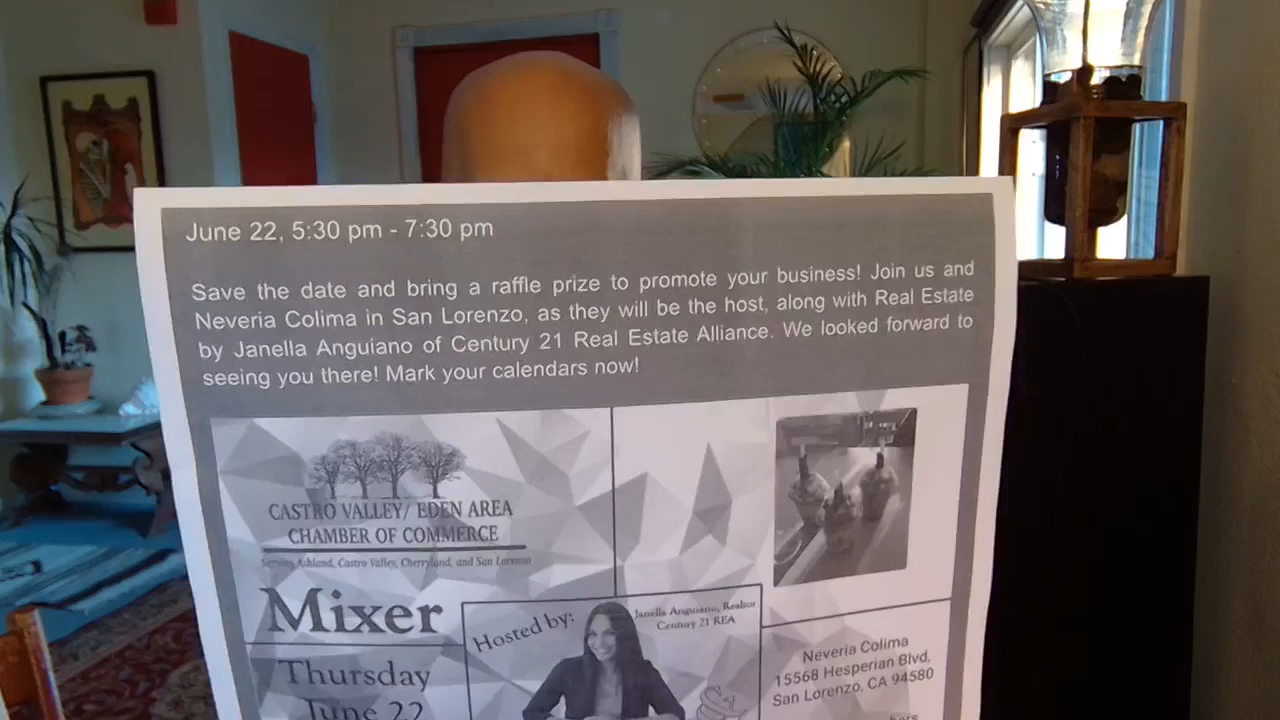 June 22, 5:30 pm - 7:30 pm
Save the date and bring a raffle prize to promote your business! Join us and
Neveria Colima in San Lorenzo, as they will be the host, along with Real Estate
by Janella Anguiano of Century 21 Real Estate Alliance. We looked forward to
seeing you there! Mark your calendars now!
CASTRO VALLEY/ EDEN AREA
CHAMBER OF COMMERCE
Serving Ashland, Castro Valley, Cherryland, and San Lorenzo
Mixer
Thursday
June 22
Hosted by:
Janella Anguiano, Realtor
Century 21 REA
&
Neveria Colima
15568 Hesperian Blvd,
San Lorenzo, CA 94580